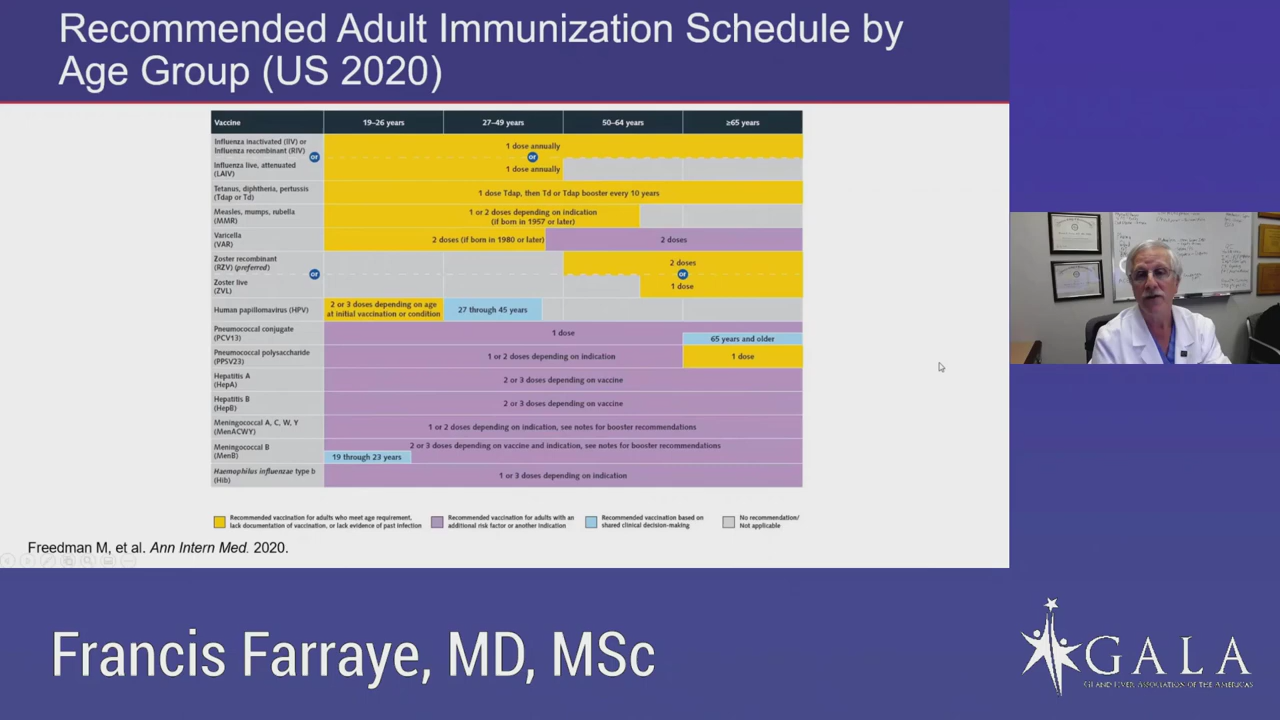 Recommended Adult Immunization Schedule by
Age Group (US 2020)
Vaccine
19–26 years
27–49 years
50–64 years
≥65 years
Influenza inactivated (IIV) or
Influenza recombinant (RIV)
1 dose annually
or
or
Influenza live, attenuated
(LAIV)
1 dose annually
Tetanus, diphtheria, pertussis
(Tdap or Td)
1 dose Tdap, then Td or Tdap booster every 10 years
Measles, mumps, rubella
(MMR)
1 or 2 doses depending on indication
(if born in 1957 or later)
Varicella
(VAR)
2 doses (if born in 1980 or later)
2 doses
Zoster recombinant
(RZV) (preferred)
2 doses
or
or
Zoster live
(ZVL)
1 dose
Human papillomavirus (HPV)
2 or 3 doses depending on age
at initial vaccination or condition
27 through 45 years
Pneumococcal conjugate
(PCV13)
1 dose
65 years and older
Pneumococcal polysaccharide
(PPSV23)
1 or 2 doses depending on indication
1 dose
Hepatitis A
(HepA)
2 or 3 doses depending on vaccine
Hepatitis B
(HepB)
2 or 3 doses depending on vaccine
Meningococcal A, C, W, Y
(MenACWY)
1 or 2 doses depending on indication, see notes for booster recommendations
Meningococcal B
(MenB)
2 or 3 doses depending on vaccine and indication, see notes for booster recommendations
19 through 23 years
Haemophilus influenzae type b
(Hib)
1 or 3 doses depending on indication
Recommended vaccination for adults who meet age requirement,
lack documentation of vaccination, or lack evidence of past infection
Recommended vaccination for adults with an
additional risk factor or another indication
Recommended vaccination based on
shared clinical decision-making
No recommendation/
Not applicable
Freedman M, et al. Ann Intern Med. 2020.
Francis Farraye, MD, MSc
GALA
GI AND LIVER ASSOCIATION OF THE AMERICAS